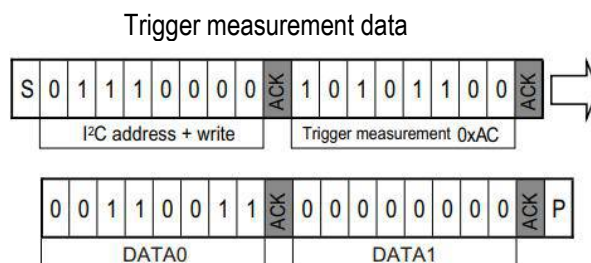 Trigger measurement data
S 0 1 1 1 0 0 0 0 ACK 1 0 1 0 1 1 0 0 ACK
I²C address + write Trigger measurement 0xAC
0 0 1 1 0 0 1 1 ACK 0 0 0 0 0 0 0 0 ACK P
DATA0 DATA1